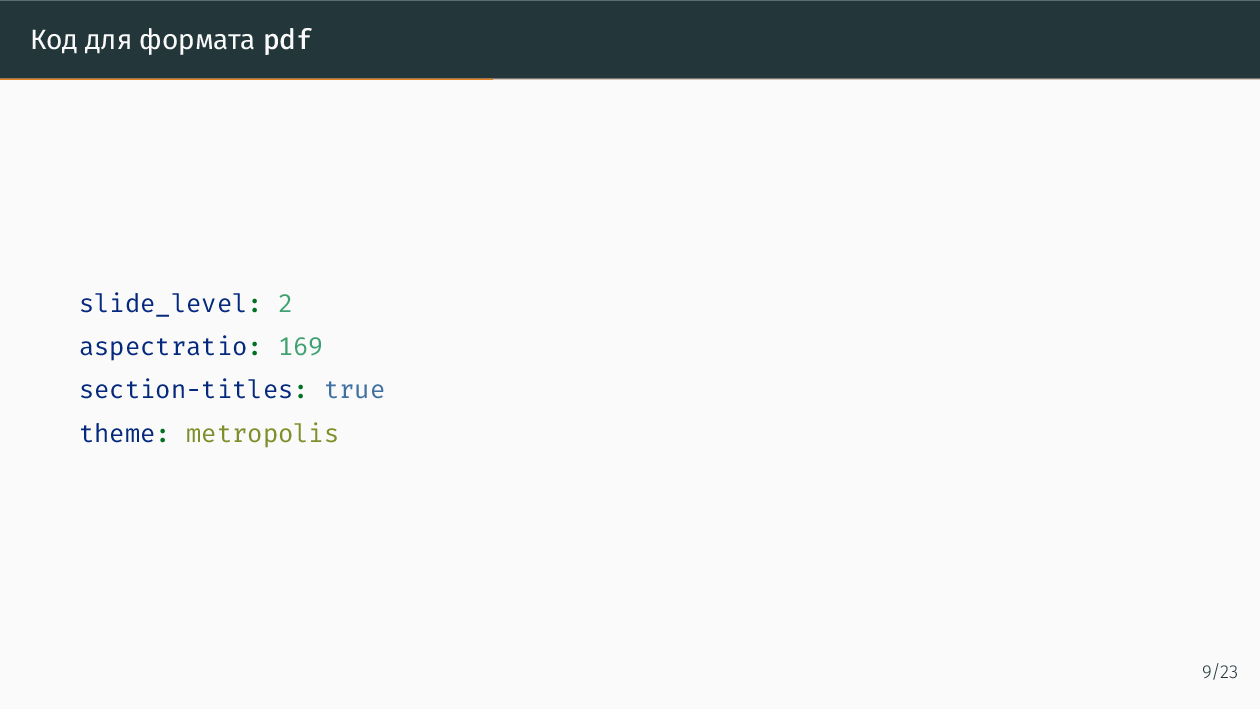 Код для формата pdf
slide_level: 2
aspectratio: 169
section-titles: true
theme: metropolis
9/23